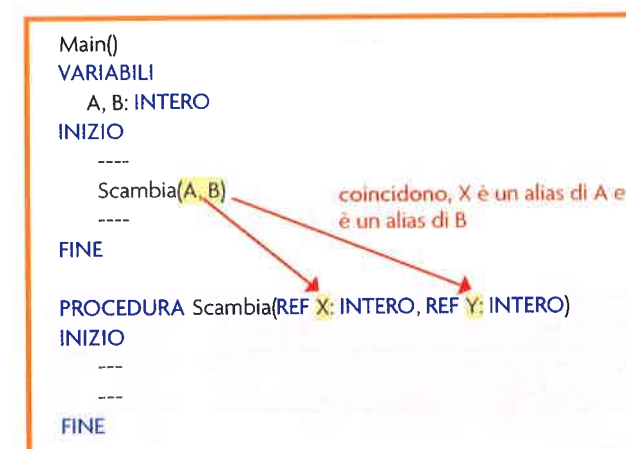 Main()
VARIABILI
A, B: INTERO
INIZIO
----
Scambia(A, B)
coincidono, X è un alias di A e
è un alias di B
----
FINE
PROCEDURA Scambia(REF X: INTERO, REF Y: INTERO)
INIZIO
---
---
FINE